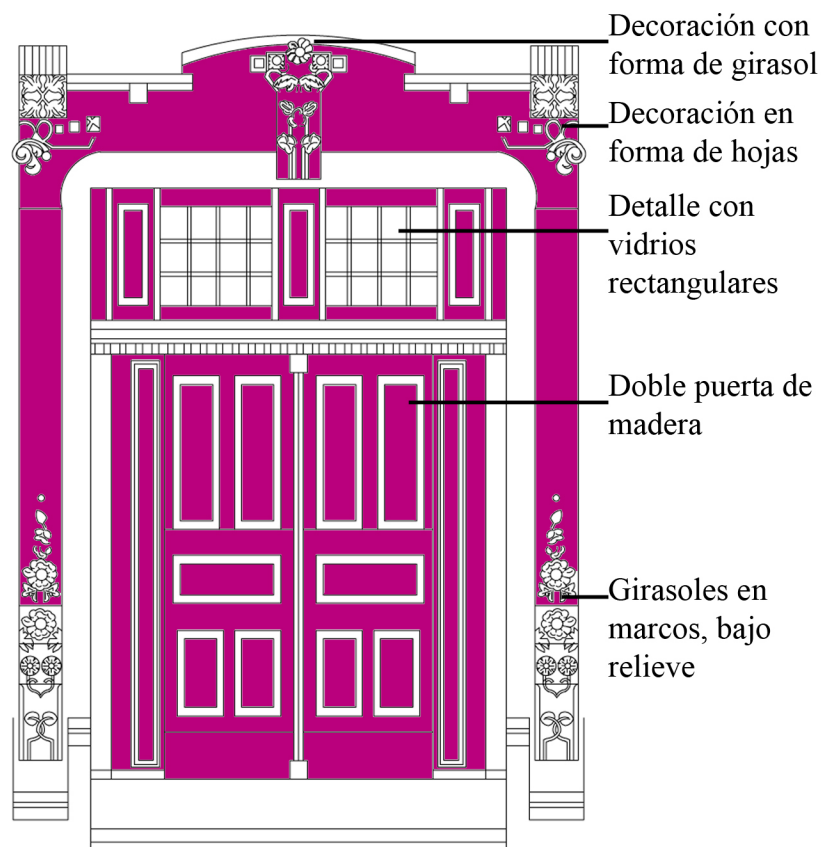 Decoración con
forma de girasol
Decoración en
forma de hojas
Detalle con
vidrios
rectangulares
Doble puerta de
madera
Girasoles en
marcos, bajo
relieve